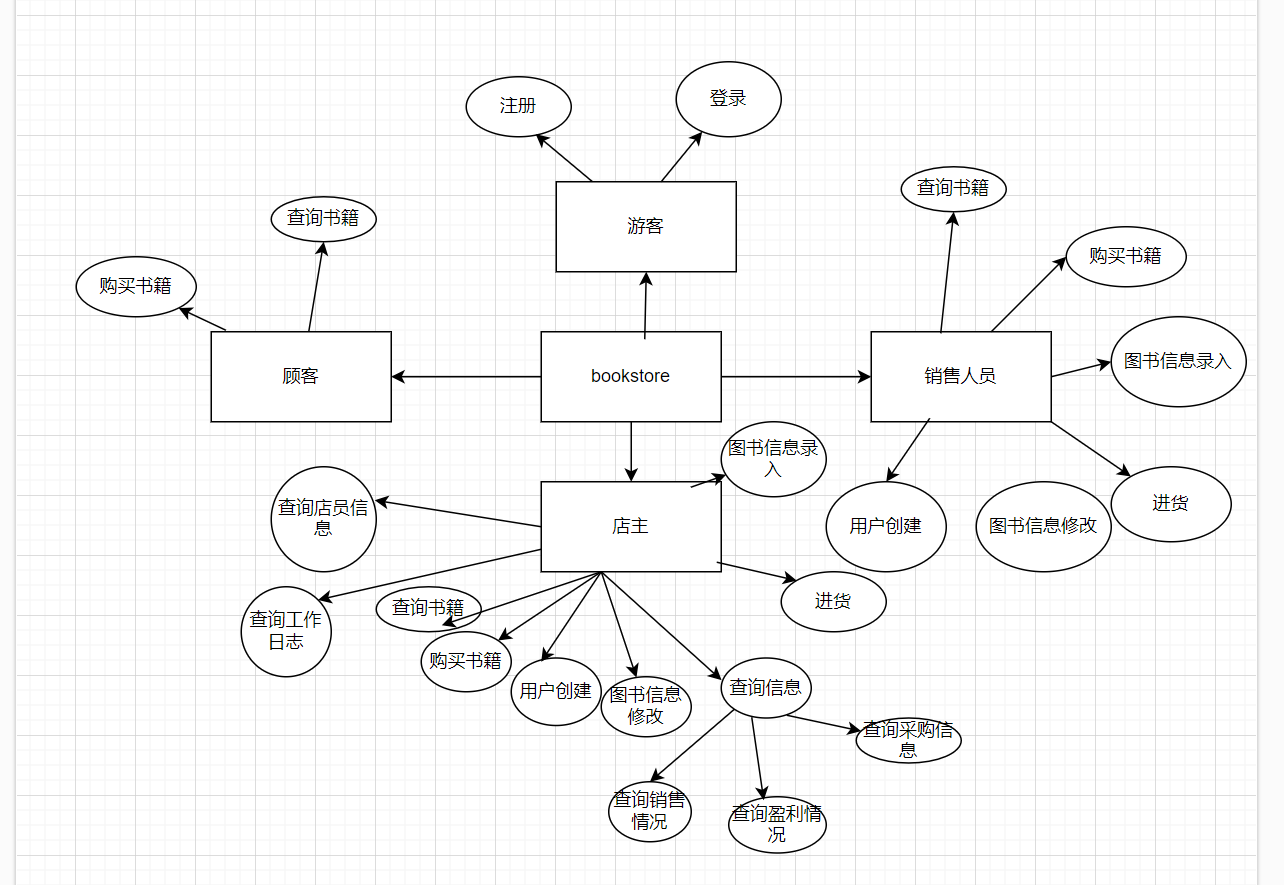 注册
登录
游客
查询书籍
购买书籍
顾客
bookstore
销售人员
查询书籍
购买书籍
图书信息录入
进货
图书信息修改
用户创建
图书信息录
入
店主
查询店员信
息
查询工作
日志
查询书籍
购买书籍
用户创建
图书信息
修改
查询信息
进货
查询采购信
息
查询销售
情况
查询盈利情
况